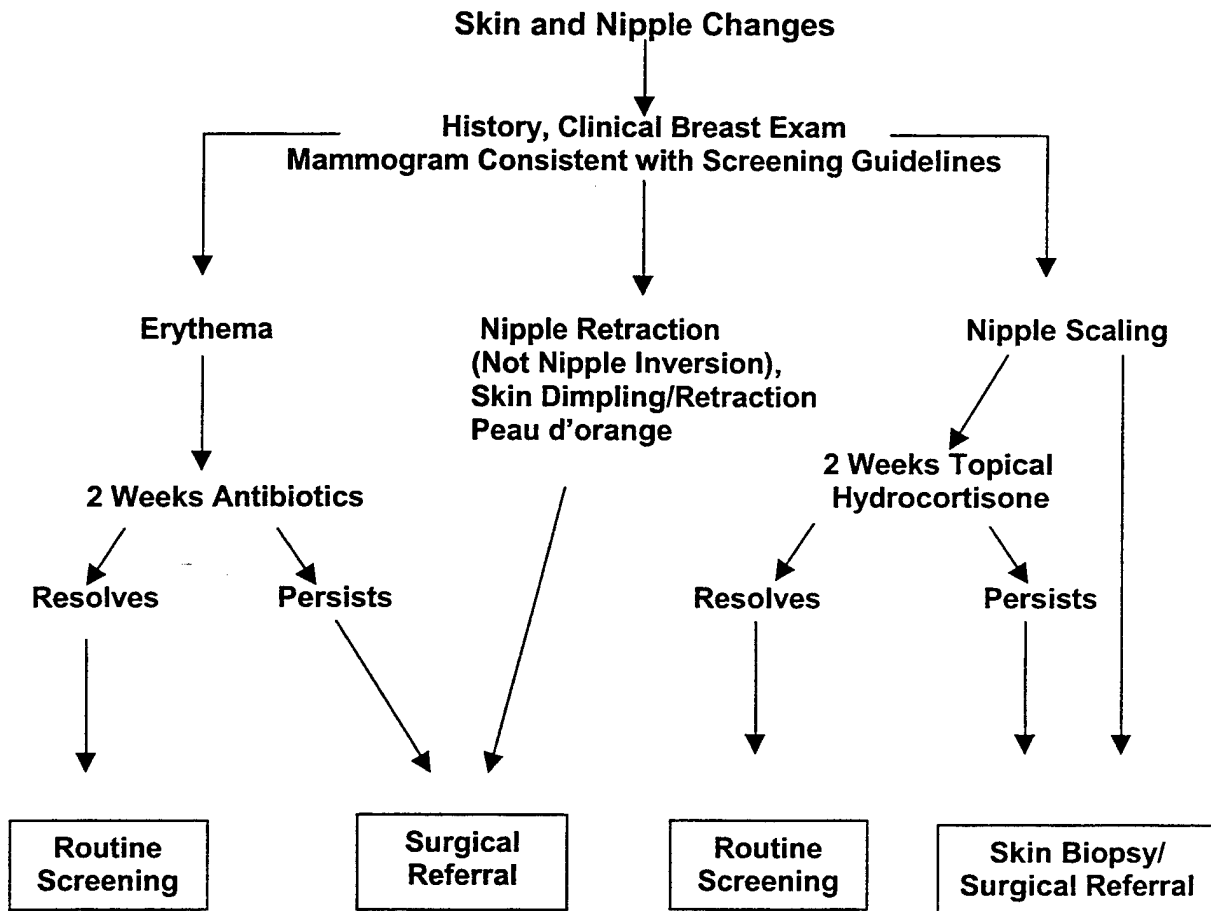 Skin and Nipple Changes
History, Clinical Breast Exam
Mammogram Consistent with Screening Guidelines
Erythema
Nipple Retraction
(Not Nipple Inversion),
Skin Dimpling/Retraction
Peau d'orange
Nipple Scaling
2 Weeks Antibiotics
2 Weeks Topical
Hydrocortisone
Resolves
Persists
Resolves
Persists
Routine
Screening
Surgical
Referral
Routine
Screening
Skin Biopsy/
Surgical Referral